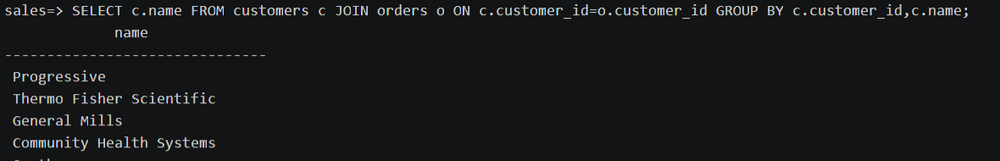 sales=> SELECT c.name FROM customers c JOIN orders o ON c.customer_id=o.customer_id GROUP BY c.customer_id,c.name;
name
-------------------------------
Progressive
Thermo Fisher Scientific
General Mills
Community Health Systems